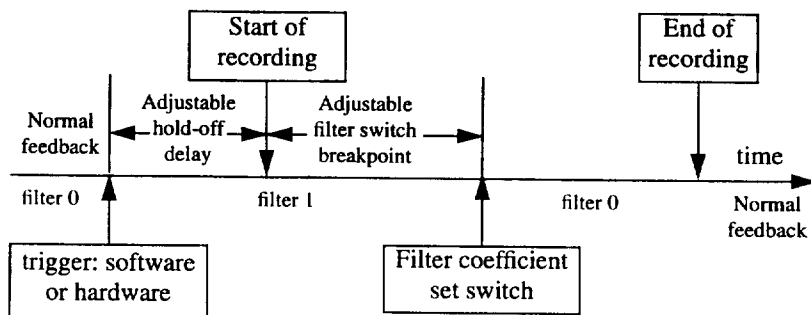 Start of
recording
End of
recording
Normal
feedback
Adjustable
hold-off
delay
Adjustable
filter switch
breakpoint
time
filter 0
filter 1
filter 0
Normal
feedback
trigger: software
or hardware
Filter coefficient
set switch